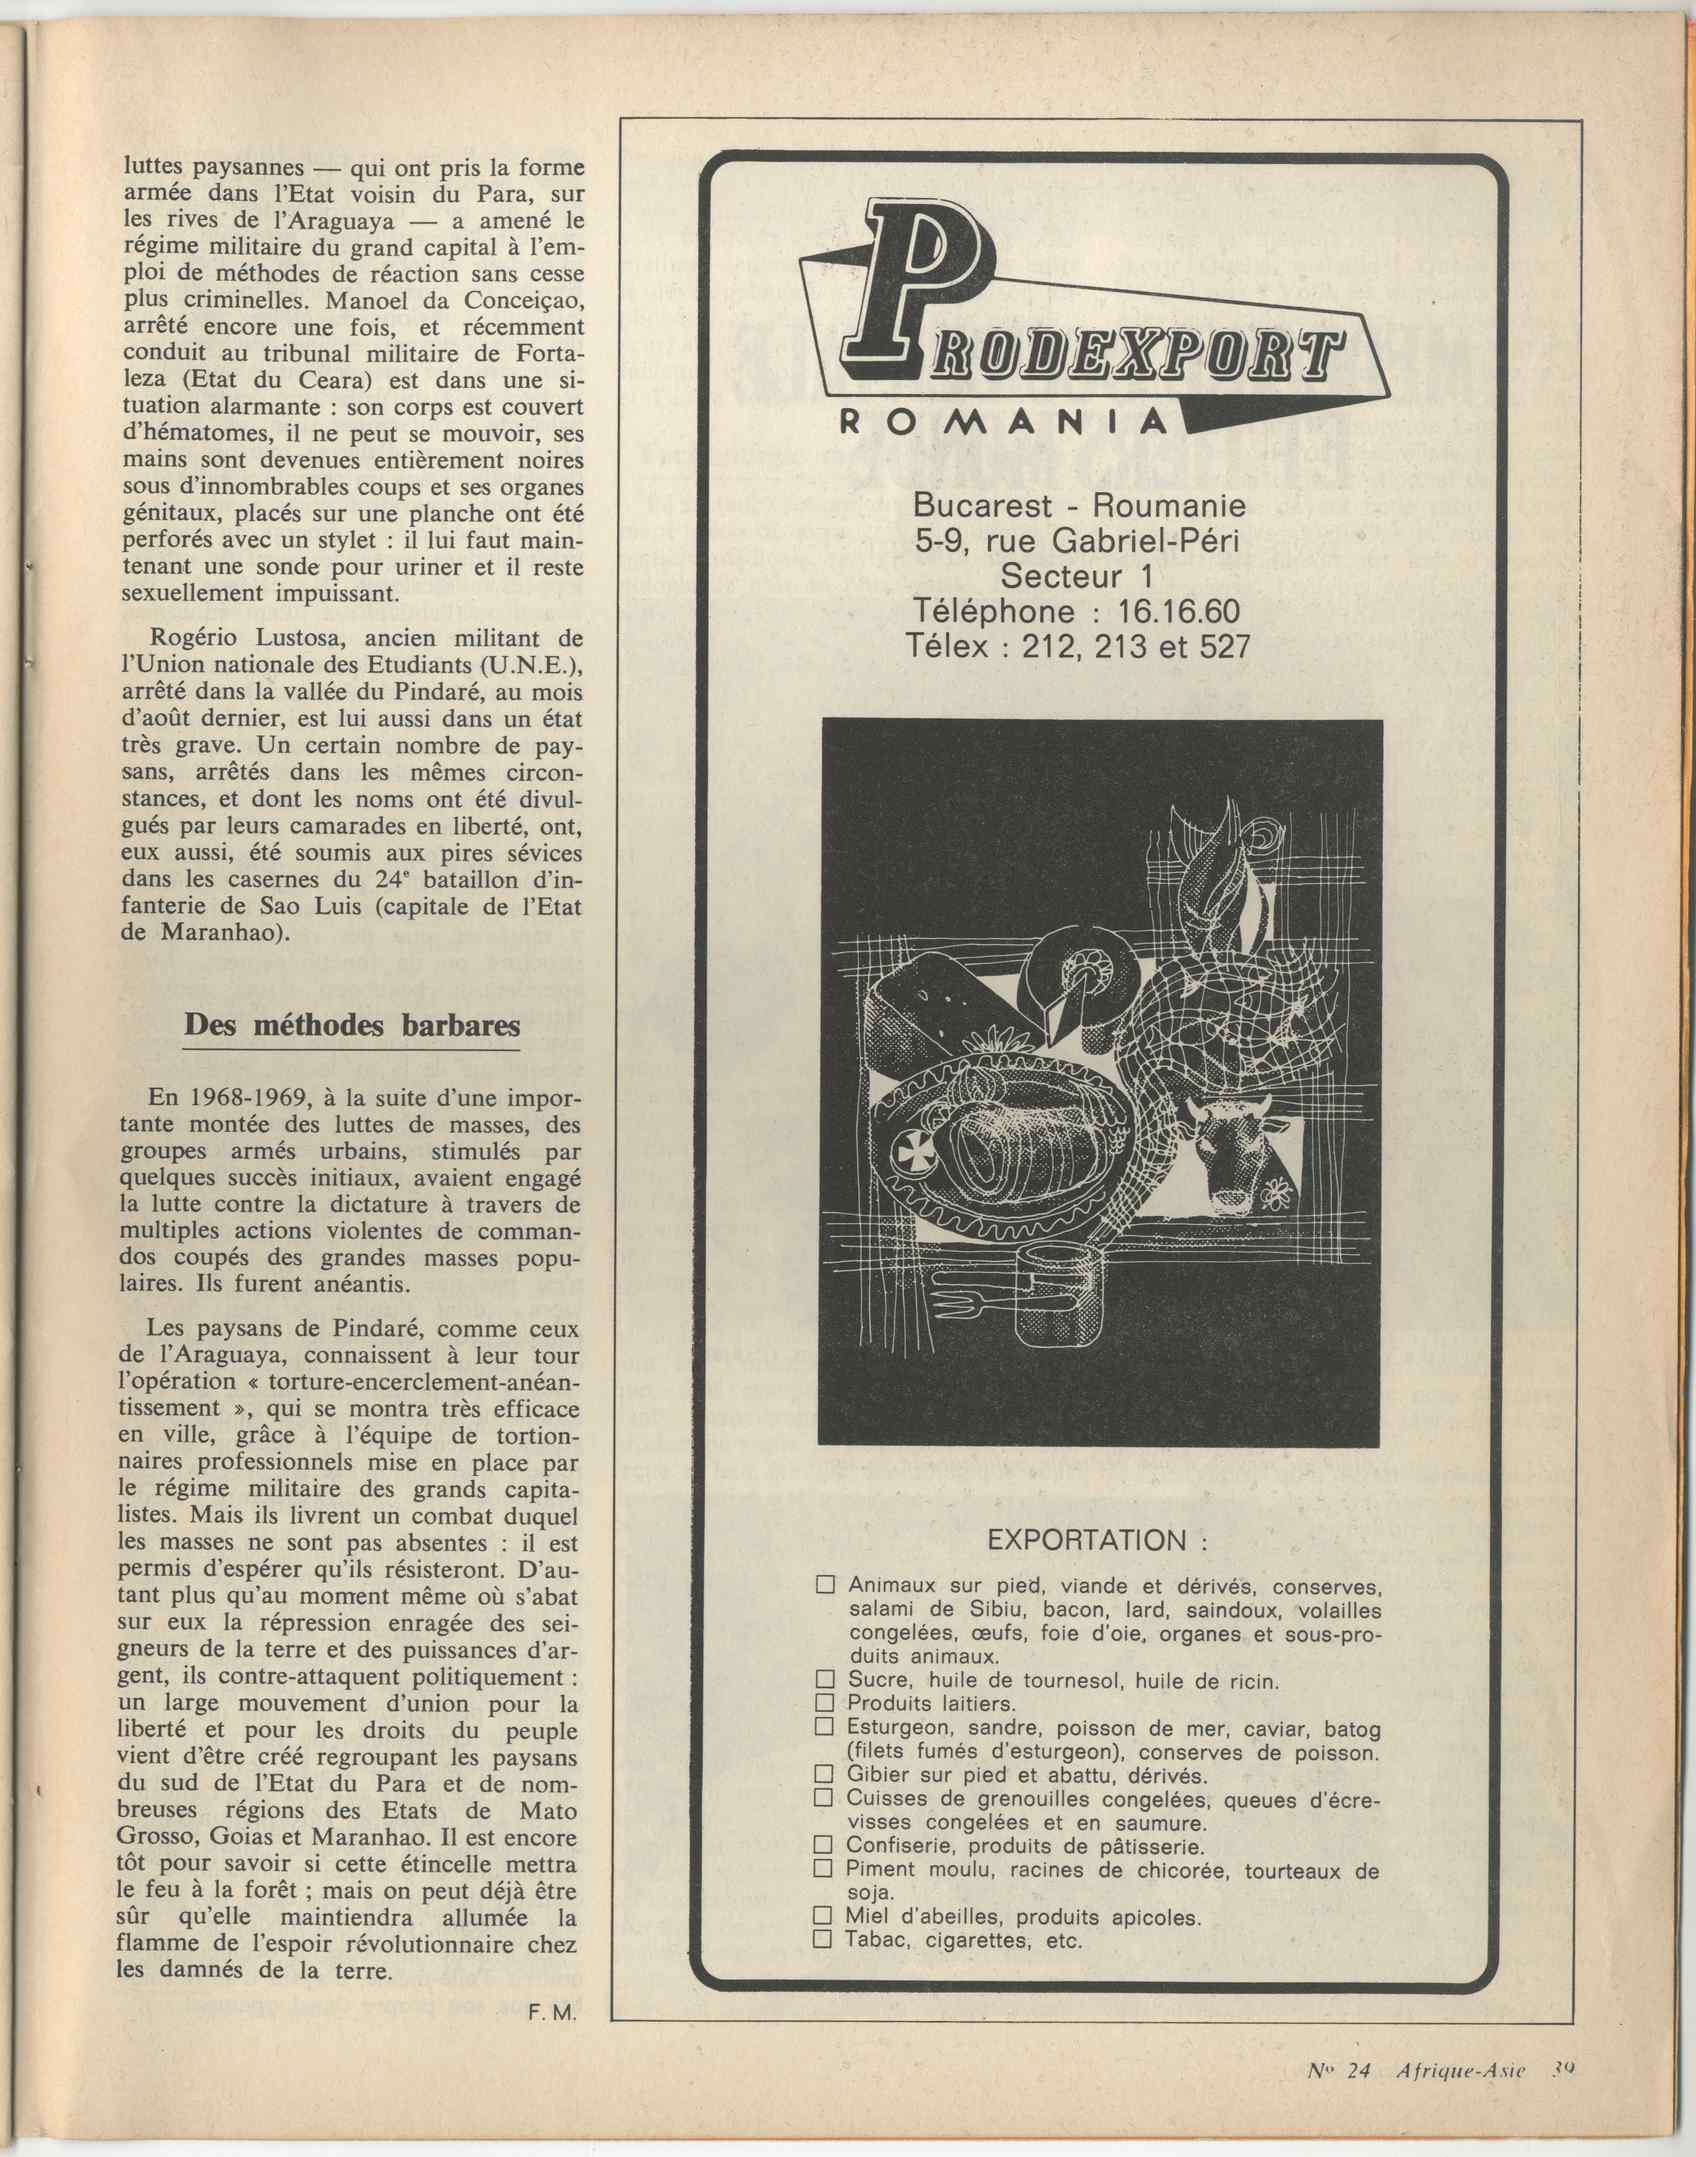 luttes paysannes — qui ont pris la forme
armée dans l'Etat voisin du Para, sur
les rives de l'Araguaya — a amené le
régime militaire du grand capital à l'em-
ploi de méthodes de réaction sans cesse
plus criminelles. Manoel da Conceiçao,
arrêté encore une fois, et récemment
conduit au tribunal militaire de Forta-
leza (Etat du Ceara) est dans une si-
tuation alarmante : son corps est couvert
d'hématomes, il ne peut se mouvoir, ses
mains sont devenues entièrement noires
sous d'innombrables coups et ses organes
génitaux, placés sur une planche ont été
perforés avec un stylet : il lui faut main-
tenant une sonde pour uriner et il reste
sexuellement impuissant.
Rogério Lustosa, ancien militant de
l'Union nationale des Etudiants (U.N.E.),
arrêté dans la vallée du Pindaré, au mois
d'août dernier, est lui aussi dans un état
très grave. Un certain nombre de pay-
sans, arrêtés dans les mêmes circon-
stances, et dont les noms ont été divul-
gués par leurs camarades en liberté, ont,
eux aussi, été soumis aux pires sévices
dans les casernes du 24e bataillon d'in-
fanterie de Sao Luis (capitale de l'Etat
de Maranhao).
Des méthodes barbares
En 1968-1969, à la suite d'une impor-
tante montée des luttes de masses, des
groupes armés urbains, stimulés par
quelques succès initiaux, avaient engagé
la lutte contre la dictature à travers de
multiples actions violentes de comman-
dos coupés des grandes masses popu-
laires. Ils furent anéantis.
Les paysans de Pindaré, comme ceux
de l'Araguaya, connaissent à leur tour
l'opération « torture-encerclement-anéan-
tissement », qui se montra très efficace
en ville, grâce à l'équipe de tortion-
naires professionnels mise en place par
le régime militaire des grands capita-
listes. Mais ils livrent un combat duquel
les masses ne sont pas absentes : il est
permis d'espérer qu'ils résisteront. D'au-
tant plus qu'au moment même où s'abat
sur eux la répression enragée des sei-
gneurs de la terre et des puissances d'ar-
gent, ils contre-attaquent politiquement :
un large mouvement d'union pour la
liberté et pour les droits du peuple
vient d'être créé regroupant les paysans
du sud de l'Etat du Para et de nom-
breuses régions des Etats de Mato
Grosso, Goias et Maranhao. Il est encore
tôt pour savoir si cette étincelle mettra
le feu à la forêt ; mais on peut déjà être
sûr qu'elle maintiendra allumée la
flamme de l'espoir révolutionnaire chez
les damnés de la terre.
F. M.
PRODEXPORT
ROMANIA
Bucarest - Roumanie
5-9, rue Gabriel-Péri
Secteur 1
Téléphone : 16.16.60
Télex : 212, 213 et 527
EXPORTATION :
□ Animaux sur pied, viande et dérivés, conserves,
salami de Sibiu, bacon, lard, saindoux, volailles
congelées, œufs, foie d'oie, organes et sous-pro-
duits animaux.
□ Sucre, huile de tournesol, huile de ricin.
□ Produits laitiers.
□ Esturgeon, sandre, poisson de mer, caviar, batog
(filets fumés d'esturgeon), conserves de poisson.
□ Gibier sur pied et abattu, dérivés.
□ Cuisses de grenouilles congelées, queues d'écre-
visses congelées et en saumure.
□ Confiserie, produits de pâtisserie.
□ Piment moulu, racines de chicorée, tourteaux de
soja.
□ Miel d'abeilles, produits apicoles.
□ Tabac, cigarettes, etc.
No 24 Afrique-Asie 39